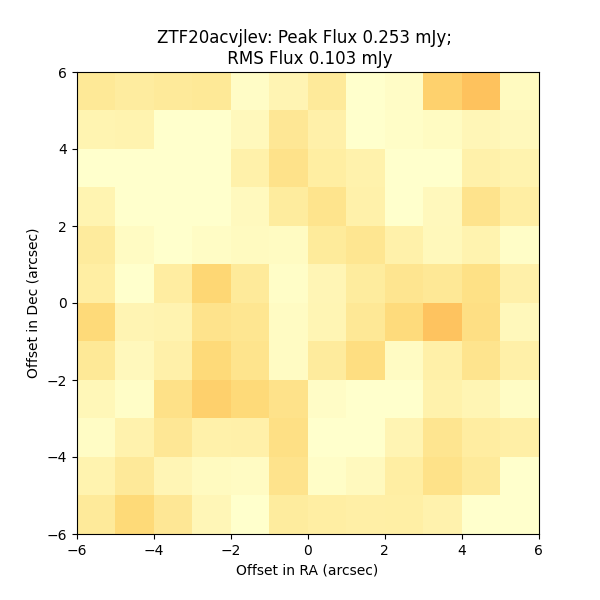 ZTF20acvjlev: Peak Flux 0.253 mJy;
RMS Flux 0.103 mJy
6
4
2
0
−2
−4
−6
Offset in Dec (arcsec)
−6 −4 −2 0 2 4 6
Offset in RA (arcsec)